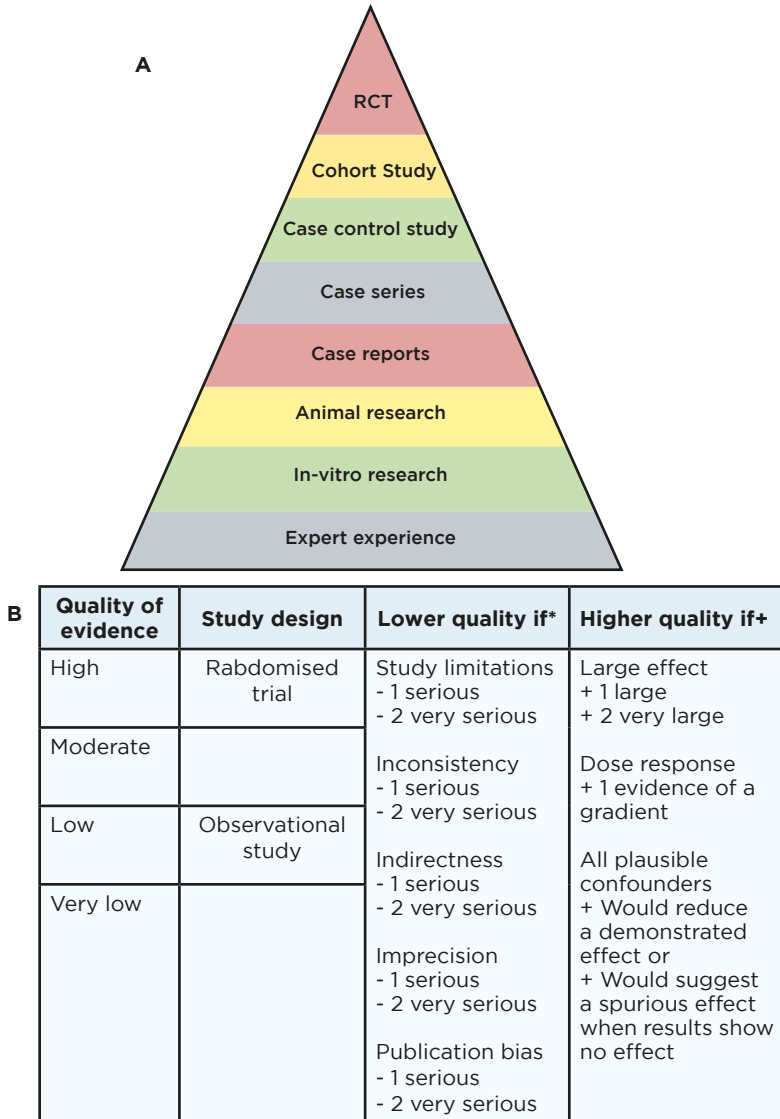 A
RCT
Cohort Study
Case control study
Case series
Case reports
Animal research
In-vitro research
Expert experience
B
Quality of
evidence
Study design
Lower quality if*
Higher quality if+
High
Rabdomised
trial
Moderate
Low
Observational
study
Very low
Study limitations
- 1 serious
- 2 very serious
Inconsistency
- 1 serious
- 2 very serious
Indirectness
- 1 serious
- 2 very serious
Imprecision
- 1 serious
- 2 very serious
Publication bias
- 1 serious
- 2 very serious
Large effect
+ 1 large
+ 2 very large
Dose response
+ 1 evidence of a
gradient
All plausible
confounders
+ Would reduce
a demonstrated
effect or
+ Would suggest
a spurious effect
when results show
no effect